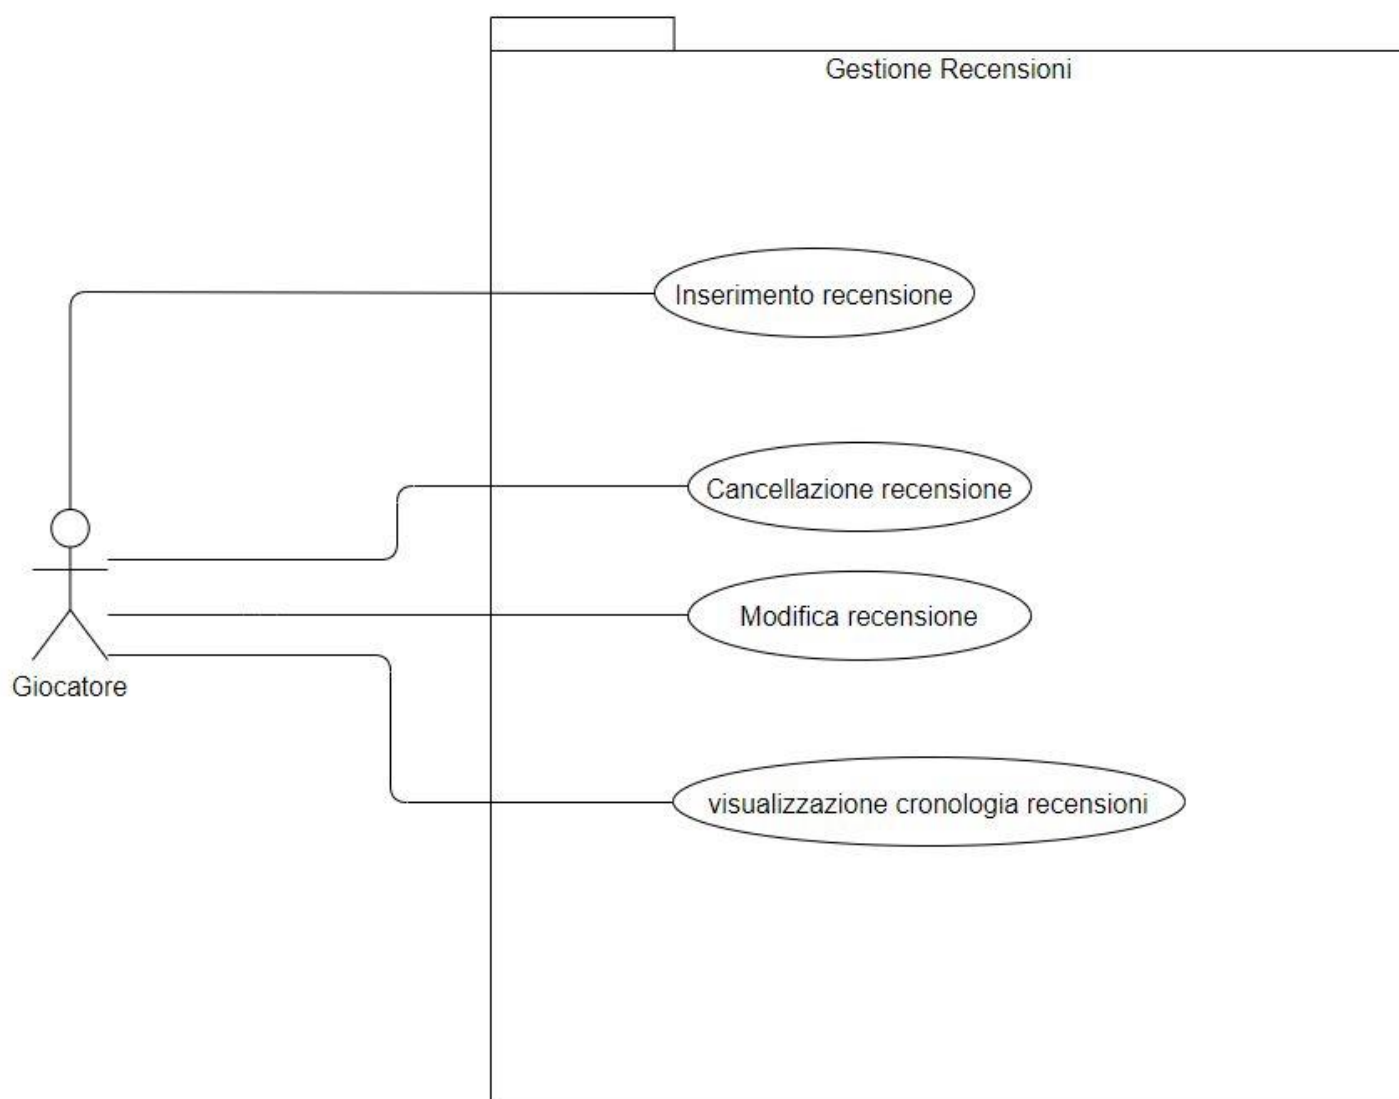 Gestione Recensioni
Inserimento recensione
Cancellazione recensione
Modifica recensione
Giocatore
visualizzazione cronologia recensioni